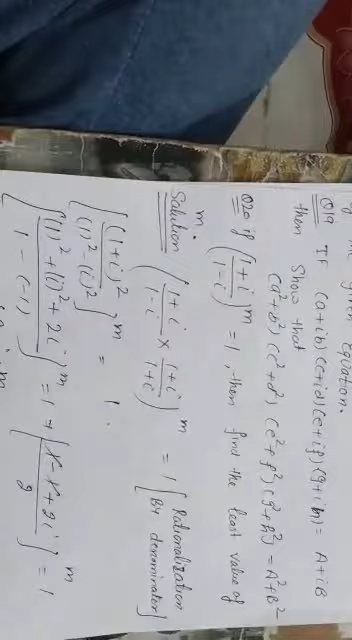 given equation.
Q19 IF (a+ib)(c+id)(e+if)(g+ih) = A+iB
then Show that
(a²+b²)(c²+d²)(e²+f²)(g²+h²) = A²+B²
Q20 if (1+i/1-i)^m = 1, then find the least value of
m.
Solution (1+i/1-i × 1+i/1+i)^m = 1 [Rationalization
By denominator]
[(1+i)²/(1)²-(i)²]^m = 1.
[(1)²+(i)²+2i/1-(-1)]^m = 1 → [1-1+2i/2]^m = 1